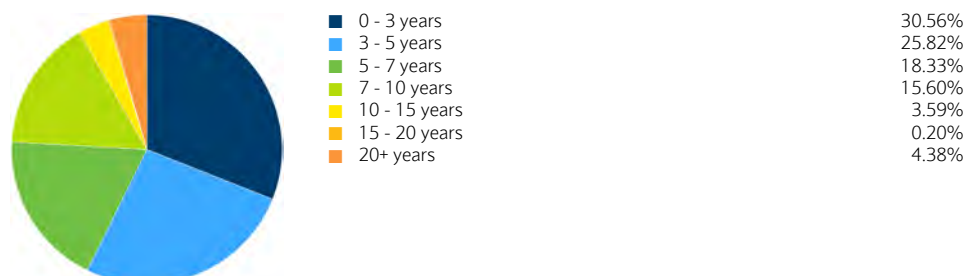 0 - 3 years 30.56%
3 - 5 years 25.82%
5 - 7 years 18.33%
7 - 10 years 15.60%
10 - 15 years 3.59%
15 - 20 years 0.20%
20+ years 4.38%